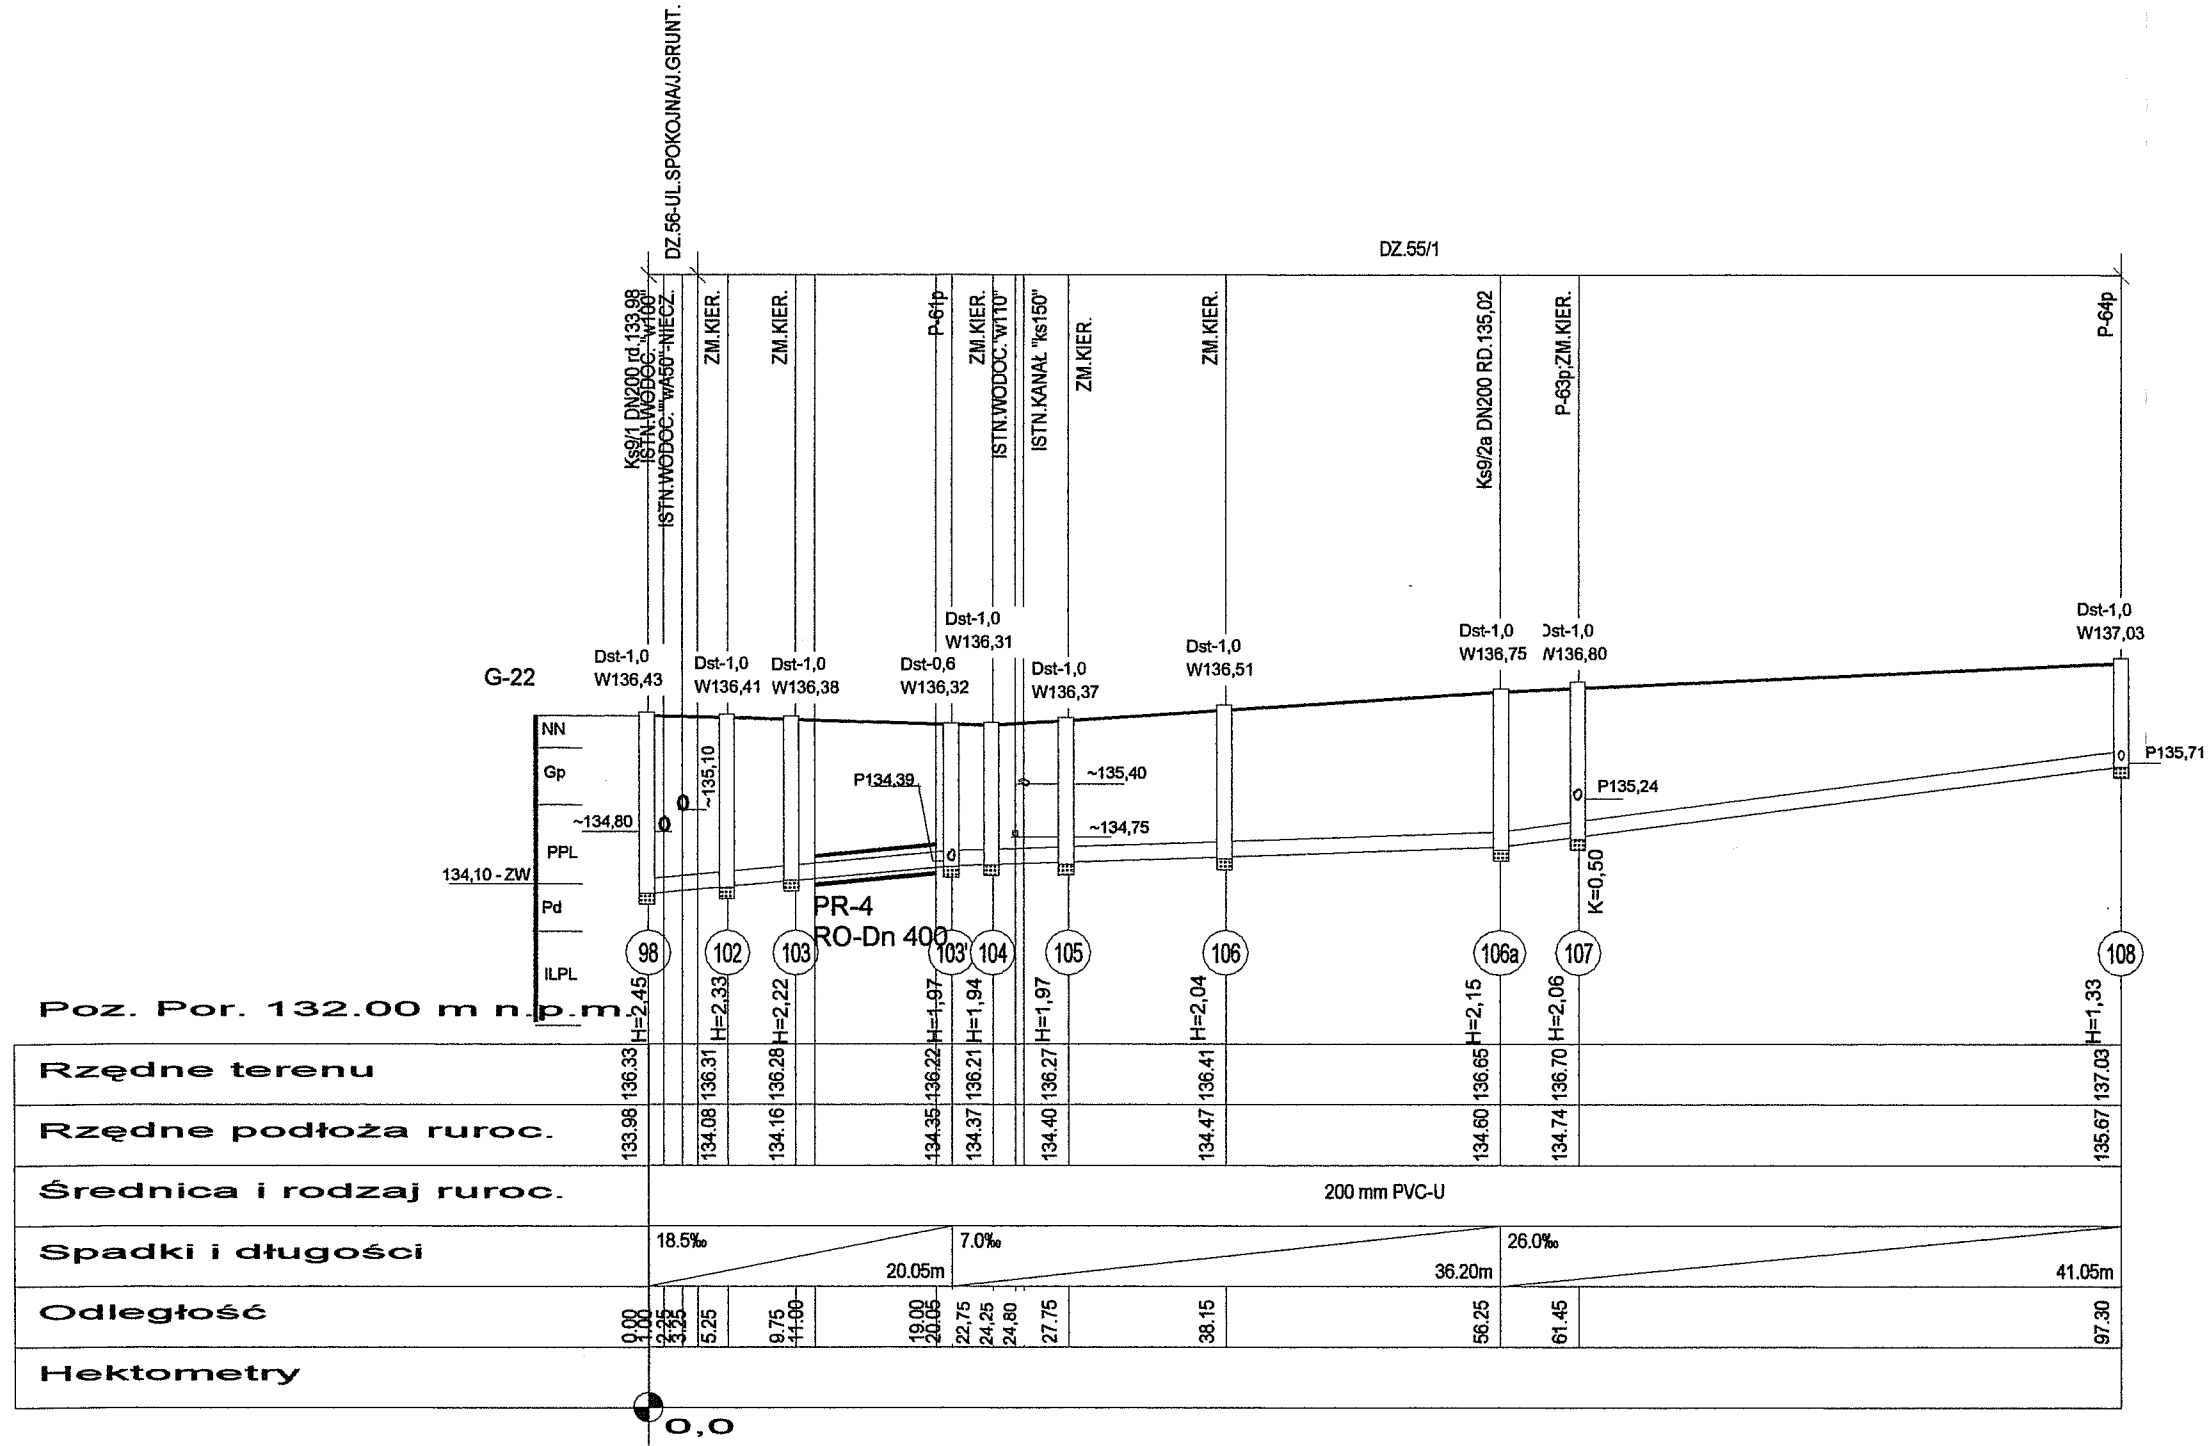 DZ.56-UL.SPOKOJNA/J.GRUNT.
DZ.55/1
Ks9/1 DN200 rd.133,98
ISTN.WODOC."w100"
ISTN.WODOC.""wA50"-NIECZ.
ZM.KIER.
ZM.KIER.
P-61p
ZM.KIER.
ISTN.WODOC."w110"
ISTN.KANAŁ "ks150"
ZM.KIER.
ZM.KIER.
Ks9/2a DN200 RD.135,02
P-63p;ZM.KIER.
P-64p
G-22
Dst-1,0
W136,43
Dst-1,0
W136,41
Dst-1,0
W136,38
Dst-0,6
W136,32
Dst-1,0
W136,31
Dst-1,0
W136,37
Dst-1,0
W136,51
Dst-1,0
W136,75
Dst-1,0
W136,80
Dst-1,0
W137,03
NN
Gp
PPL
Pd
ILPL
~134,80
134,10 - ZW
~135,10
P134,39
~135,40
~134,75
P135,24
P135,71
K=0,50
PR-4
RO-Dn 400
98 102 103 103' 104 105 106 106a 107 108
H=2,45 H=2,33 H=2,22 H=1,97 H=1,94 H=1,97 H=2,04 H=2,15 H=2,06 H=1,33
Poz. Por. 132.00 m n.p.m.
Rzędne terenu 136.33 136.31 136.28 136.22 136.21 136.27 136.41 136.65 136.70 137.03
Rzędne podłoża ruroc. 133.98 134.08 134.16 134.35 134.37 134.40 134.47 134.60 134.74 135.67
Średnica i rodzaj ruroc. 200 mm PVC-U
Spadki i długości 18.5‰ 20.05m 7.0‰ 36.20m 26.0‰ 41.05m
Odległość 0.00 1.00 2.25 3.25 5.25 9.75 11.00 19.00 20.05 22,75 24,25 24,80 27.75 38.15 56.25 61.45 97.30
Hektometry
0,0